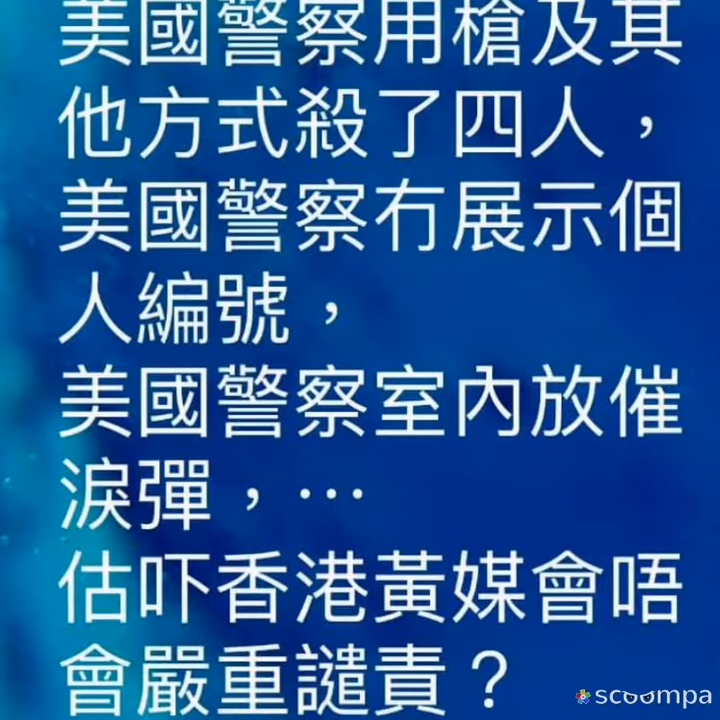 美國警察用槍及其
他方式殺了四人，
美國警察冇展示個
人編號，
美國警察室內放催
淚彈，…
估吓香港黃媒會唔
會嚴重譴責？
scoompa